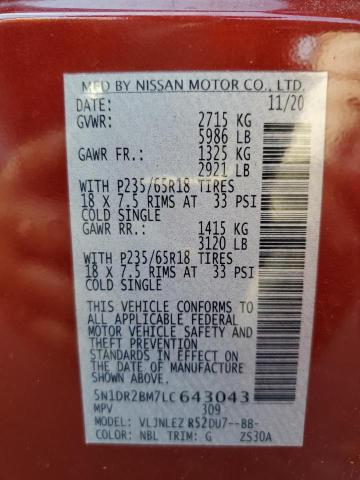 MFD BY NISSAN MOTOR CO., LTD.
DATE: 11/20
GVWR: 2715 KG
5986 LB
GAWR FR.: 1325 KG
2921 LB
WITH P235/65R18 TIRES
18 X 7.5 RIMS AT 33 PSI
COLD SINGLE
GAWR RR.: 1415 KG
3120 LB
WITH P235/65R18 TIRES
18 X 7.5 RIMS AT 33 PSI
COLD SINGLE
THIS VEHICLE CONFORMS TO
ALL APPLICABLE FEDERAL
MOTOR VEHICLE SAFETY AND
THEFT PREVENTION
STANDARDS IN EFFECT ON
THE DATE OF MANUFACTURE
SHOWN ABOVE.
5N1DR2BM7LC643043
MPV 309
MODEL: VLJNLEZ R52DU7--BB-
COLOR: NBL TRIM: G ZS30A